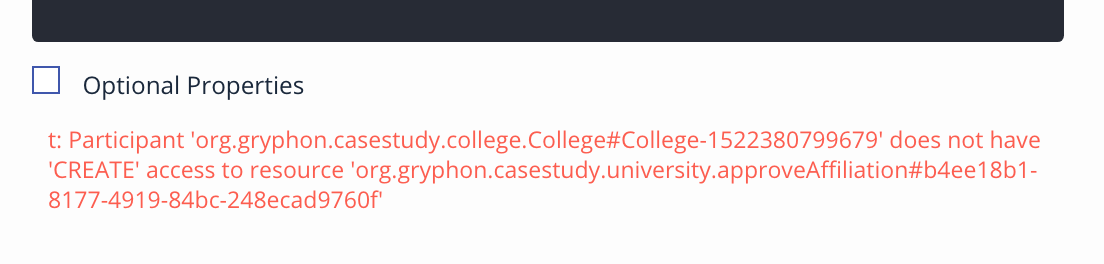 Optional Properties
t: Participant 'org.gryphon.casestudy.college.College#College-1522380799679' does not have
'CREATE' access to resource 'org.gryphon.casestudy.university.approveAffiliation#b4ee18b1-
8177-4919-84bc-248ecad9760f'